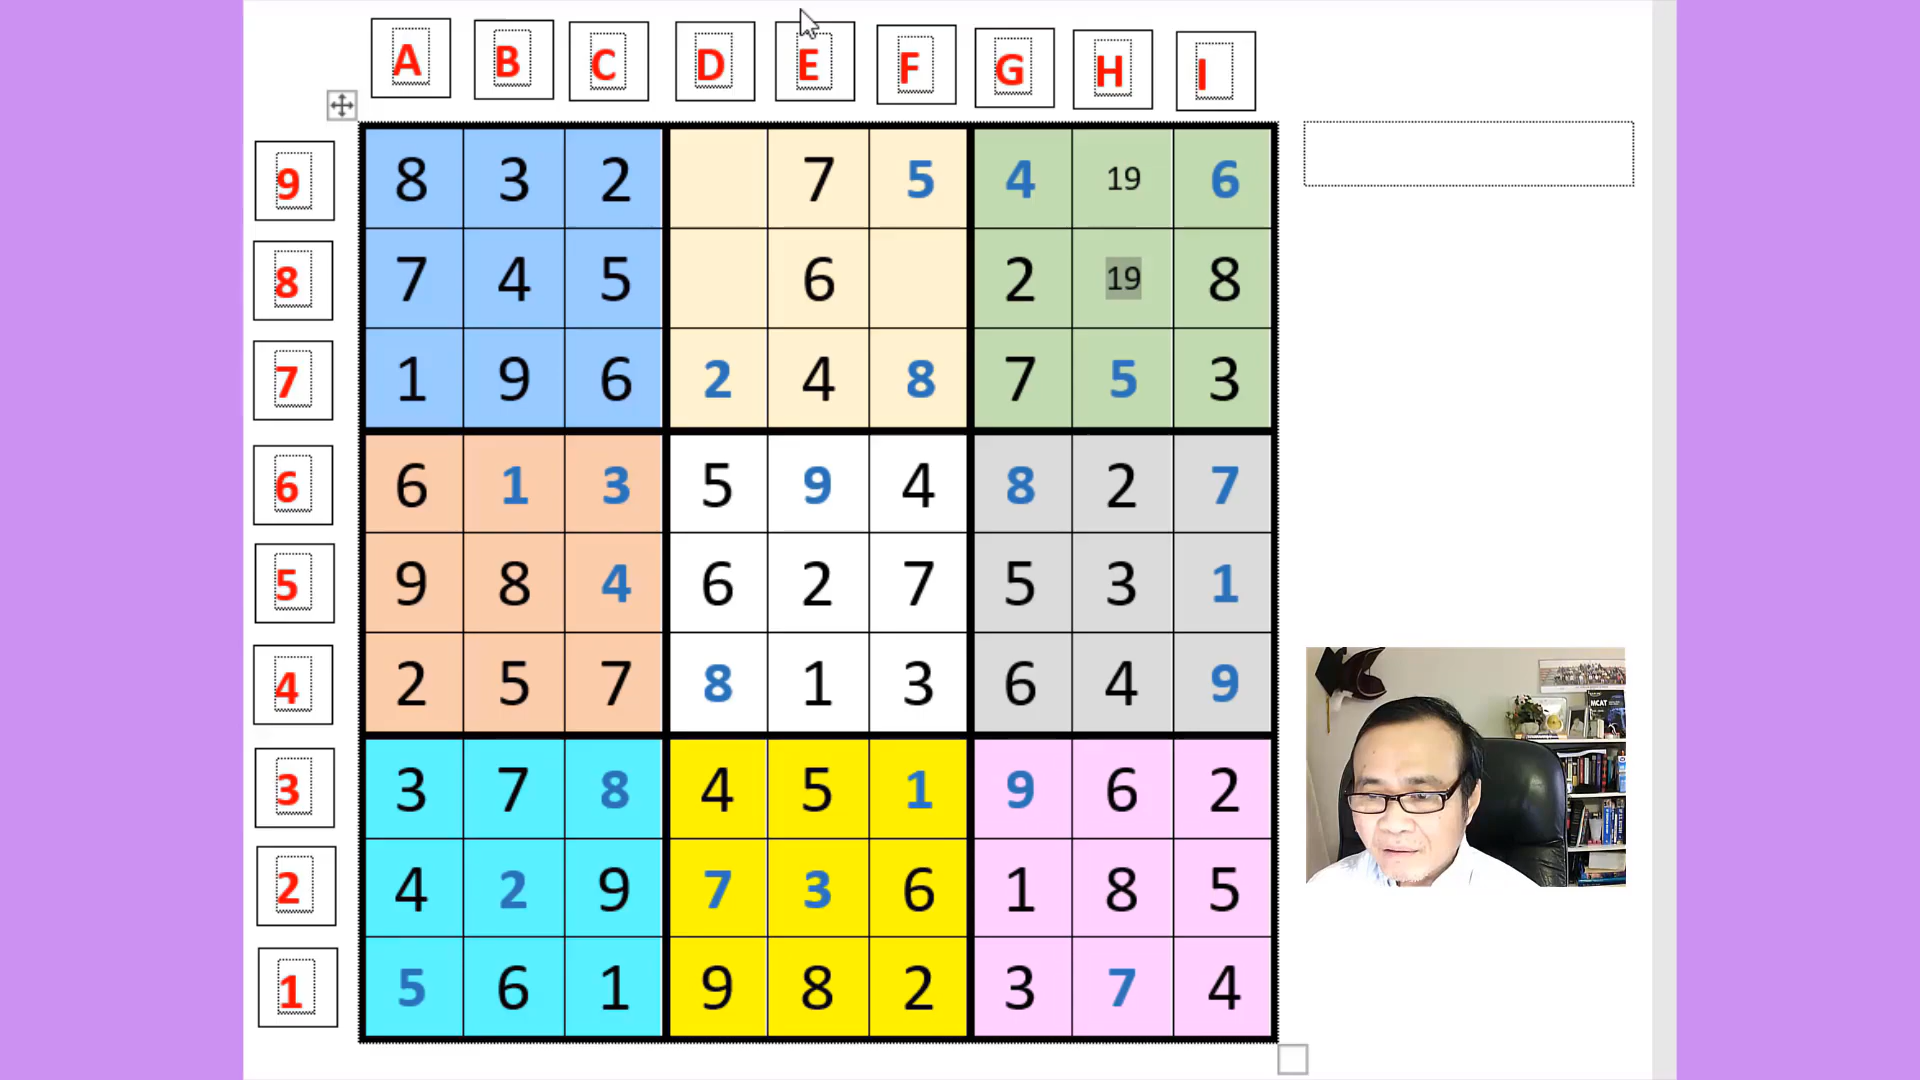 A B C D E F G H I
9 8 3 2 7 5 4 19 6
8 7 4 5 6 2 19 8
7 1 9 6 2 4 8 7 5 3
6 6 1 3 5 9 4 8 2 7
5 9 8 4 6 2 7 5 3 1
4 2 5 7 8 1 3 6 4 9
3 3 7 8 4 5 1 9 6 2
2 4 2 9 7 3 6 1 8 5
1 5 6 1 9 8 2 3 7 4
MCAT